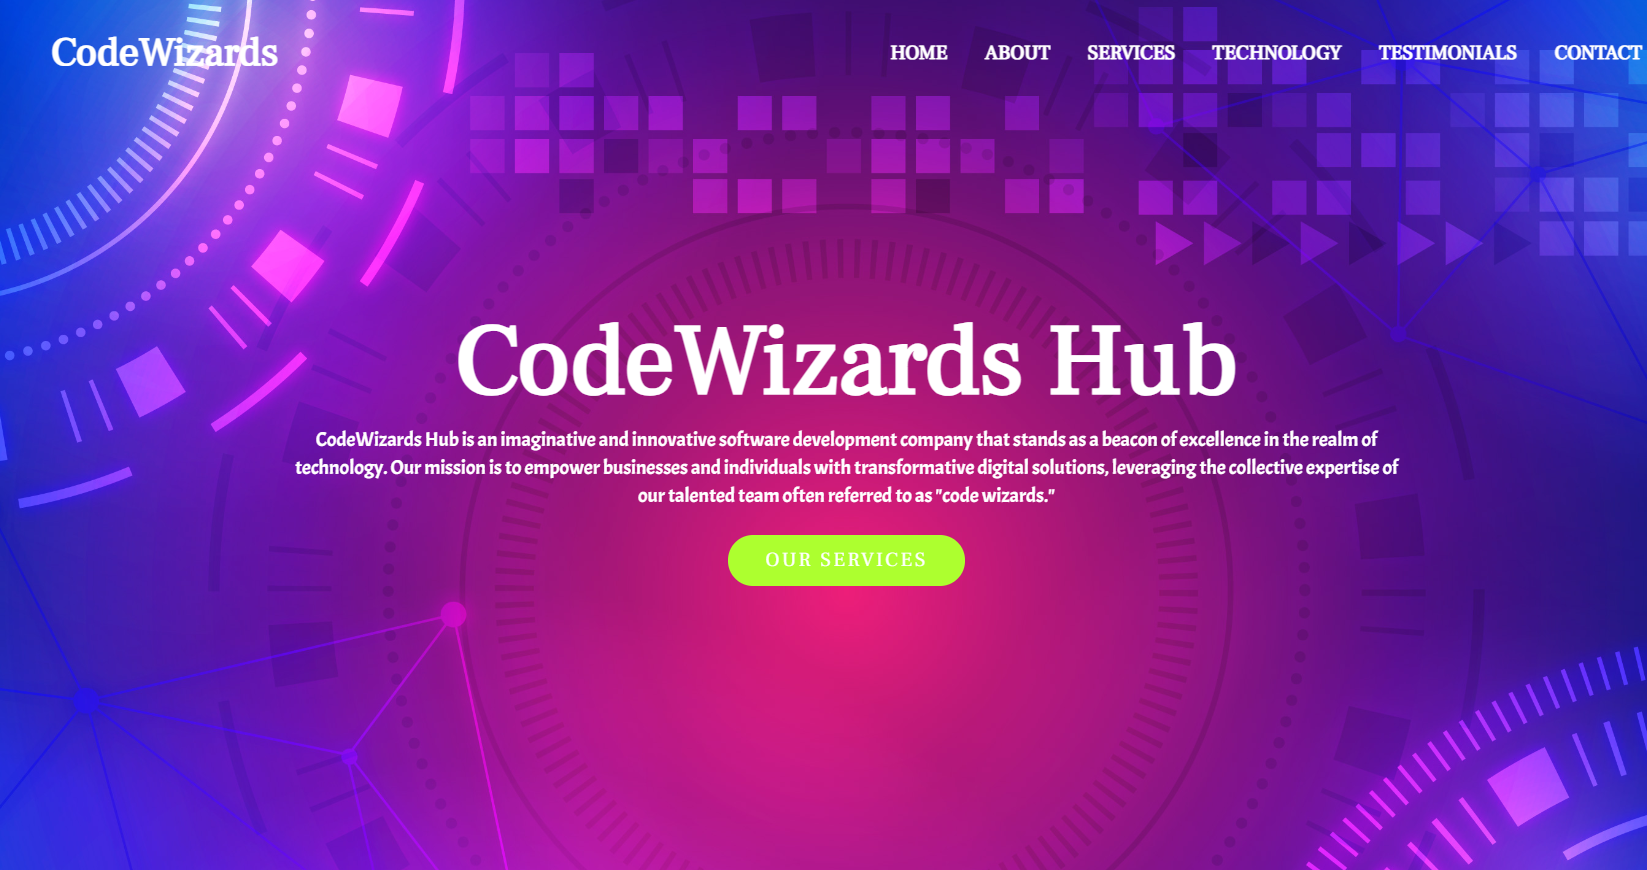 CodeWizards
HOME ABOUT SERVICES TECHNOLOGY TESTIMONIALS CONTACT
CodeWizards Hub
CodeWizards Hub is an imaginative and innovative software development company that stands as a beacon of excellence in the realm of
technology. Our mission is to empower businesses and individuals with transformative digital solutions, leveraging the collective expertise of
our talented team often referred to as "code wizards."
OUR SERVICES